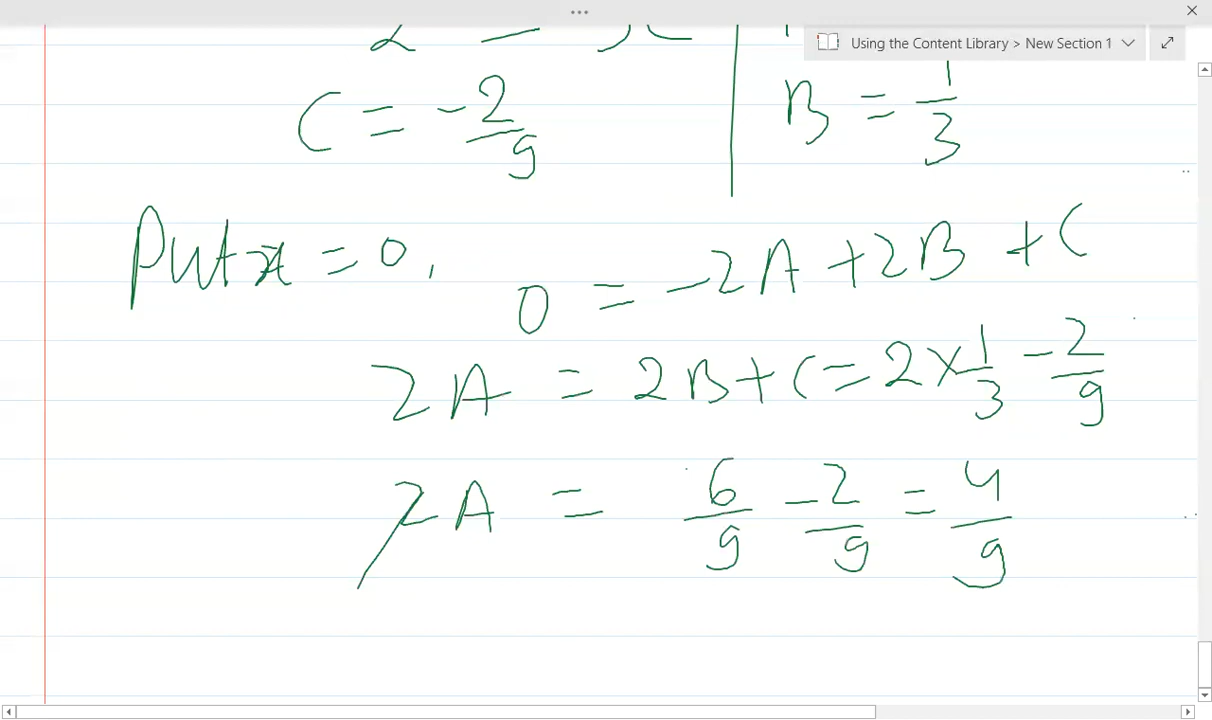 ...
Using the Content Library > New Section 1
C = -2/9 | B = 1/3
Put x = 0,
0 = -2A + 2B + C
2A = 2B + C = 2 × 1/3 - 2/9
2A = 6/9 - 2/9 = 4/9